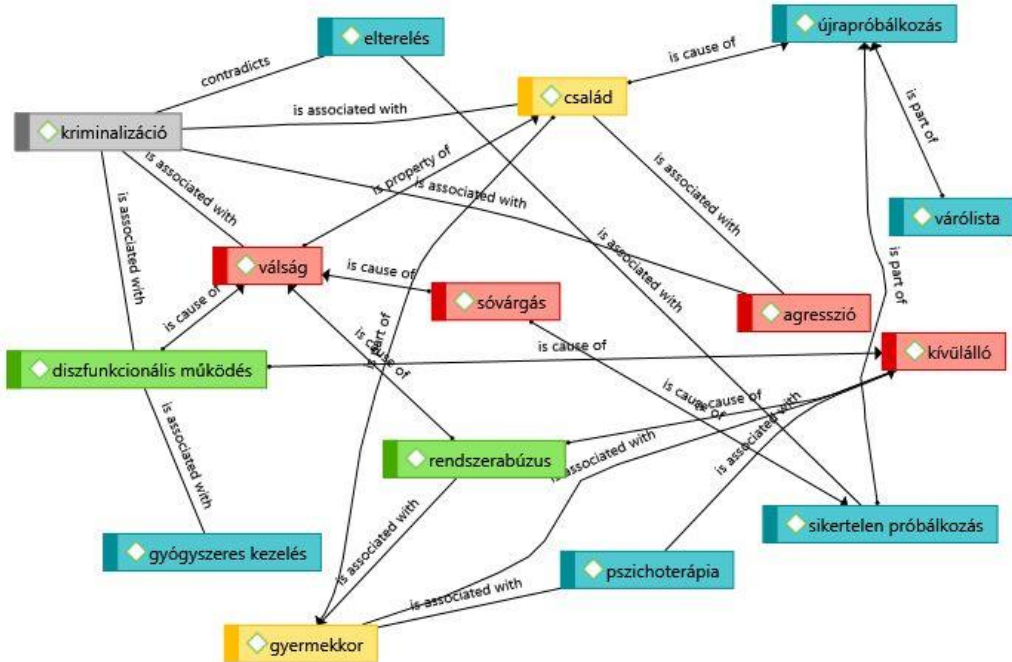 újrapróbálkozás
elterelés
is cause of
contradicts
család
is associated with
is part of
kriminalizáció
is associated with
is property of
is associated with
is associated with
is associated with
várólista
is associated with
is part of
válság
is cause of
sóvárgás
agresszió
is cause of
is cause of
is part of
is cause of
kívülálló
diszfunkcionális működés
is cause of
is cause of
is associated with
is associated with
is associated with
rendszerabúzus
is associated with
sikertelen próbálkozás
gyógyszeres kezelés
pszichoterápia
is associated with
gyermekkor